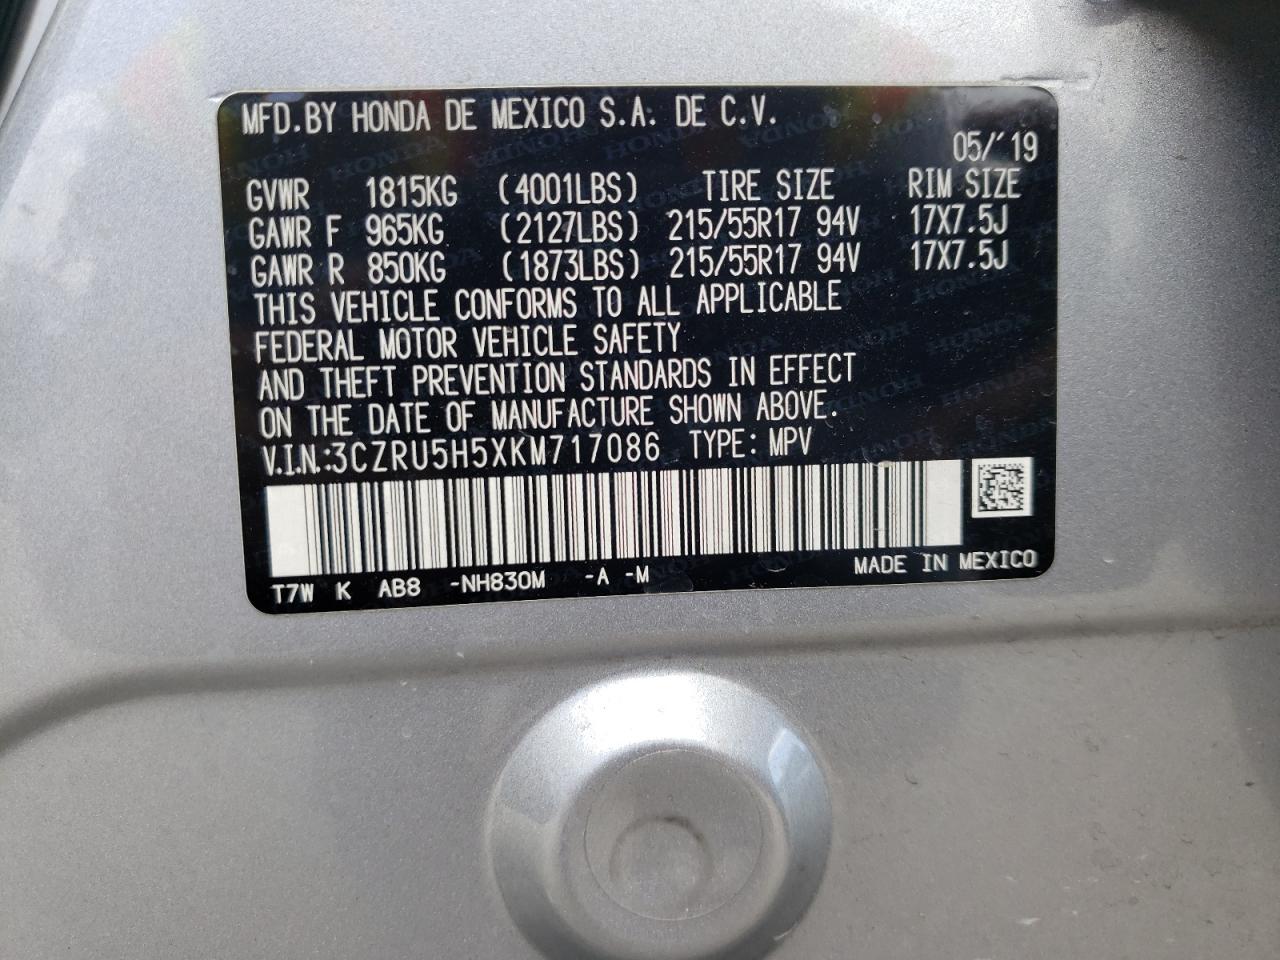 MFD.BY HONDA DE MEXICO S.A. DE C.V.
05/'19
GVWR 1815KG (4001LBS) TIRE SIZE RIM SIZE
GAWR F 965KG (2127LBS) 215/55R17 94V 17X7.5J
GAWR R 850KG (1873LBS) 215/55R17 94V 17X7.5J
THIS VEHICLE CONFORMS TO ALL APPLICABLE
FEDERAL MOTOR VEHICLE SAFETY
AND THEFT PREVENTION STANDARDS IN EFFECT
ON THE DATE OF MANUFACTURE SHOWN ABOVE.
V.I.N.:3CZRU5H5XKM717086 TYPE: MPV
T7W K AB8 -NH830M -A -M MADE IN MEXICO